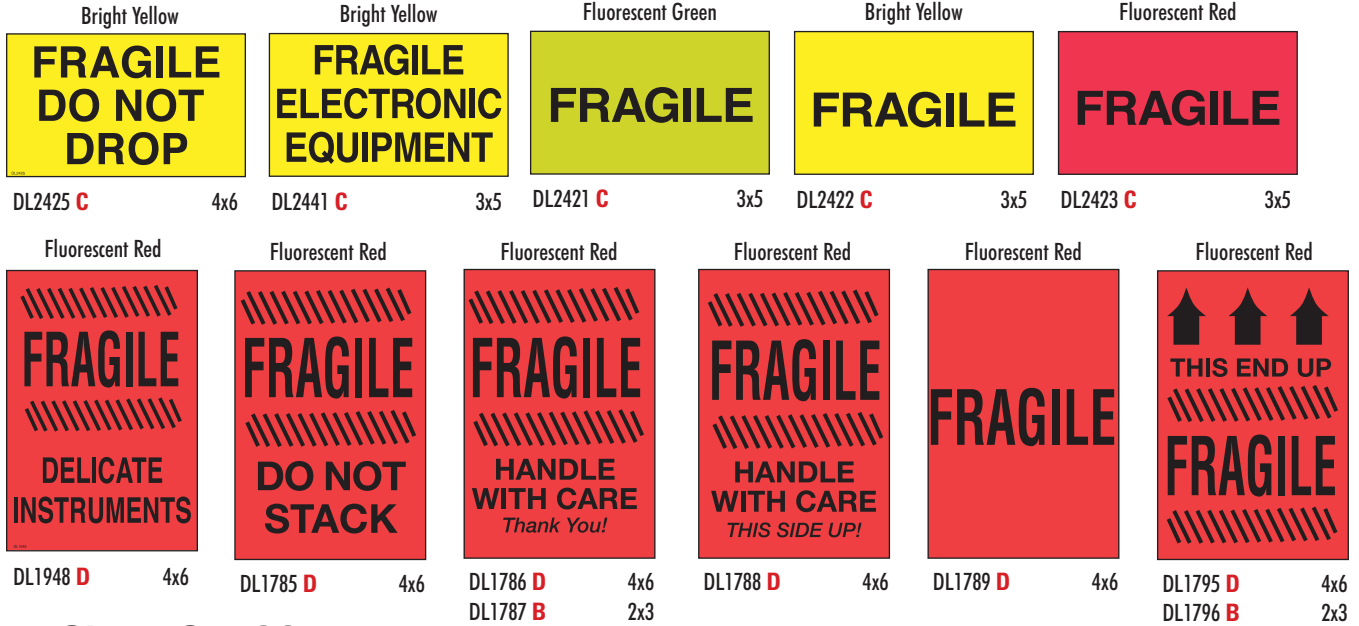 Bright Yellow
Bright Yellow
Fluorescent Green
Bright Yellow
Fluorescent Red
FRAGILE
DO NOT
DROP
DL2425
FRAGILE
ELECTRONIC
EQUIPMENT
FRAGILE
FRAGILE
FRAGILE
DL2425 C 4x6
DL2441 C 3x5
DL2421 C 3x5
DL2422 C 3x5
DL2423 C 3x5
Fluorescent Red
Fluorescent Red
Fluorescent Red
Fluorescent Red
Fluorescent Red
Fluorescent Red
FRAGILE
DELICATE
INSTRUMENTS
FRAGILE
DO NOT
STACK
FRAGILE
HANDLE
WITH CARE
Thank You!
FRAGILE
HANDLE
WITH CARE
THIS SIDE UP!
FRAGILE
THIS END UP
FRAGILE
DL1948 D 4x6
DL1785 D 4x6
DL1786 D 4x6
DL1787 B 2x3
DL1788 D 4x6
DL1789 D 4x6
DL1795 D 4x6
DL1796 B 2x3